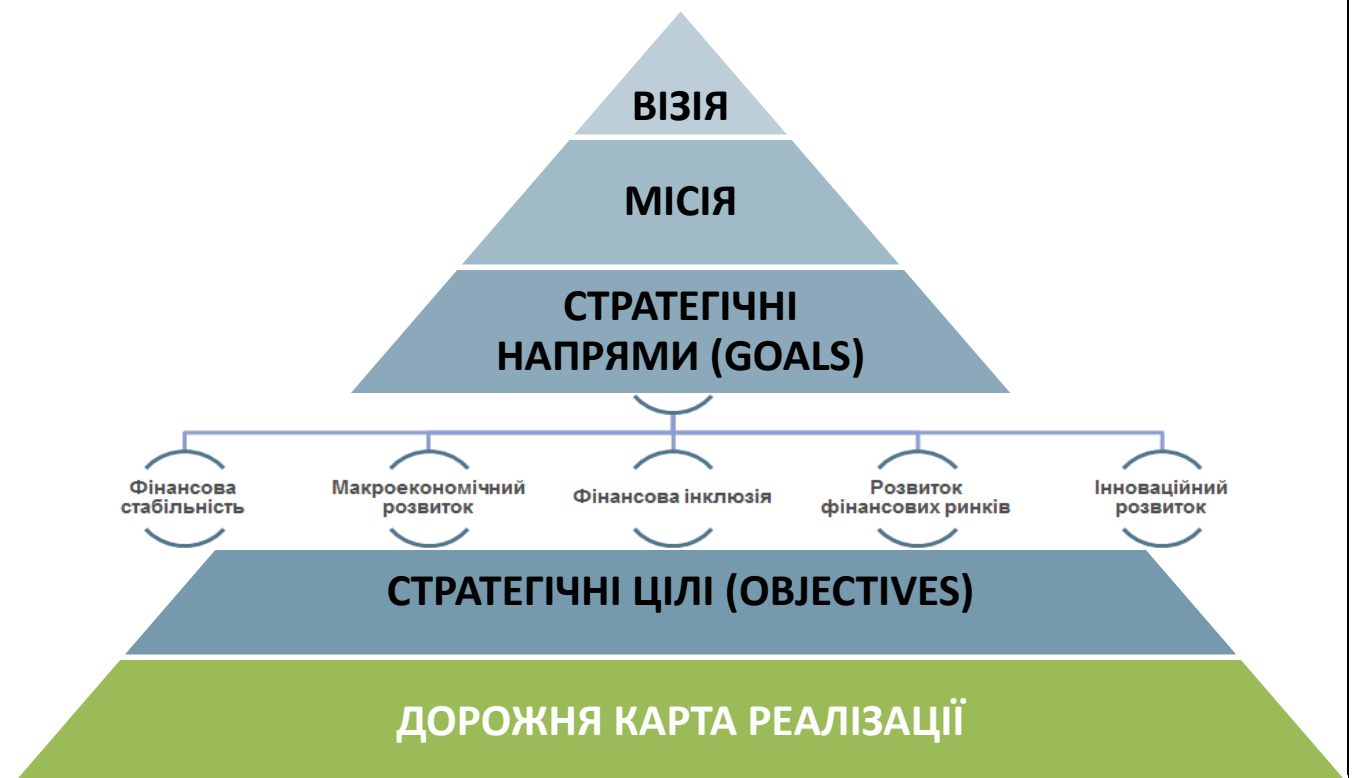 ВІЗІЯ
МІСІЯ
СТРАТЕГІЧНІ
НАПРЯМИ (GOALS)
Фінансова
стабільність
Макроекономічний
розвиток
Фінансова інклюзія
Розвиток
фінансових ринків
Інноваційний
розвиток
СТРАТЕГІЧНІ ЦІЛІ (OBJECTIVES)
ДОРОЖНЯ КАРТА РЕАЛІЗАЦІЇ